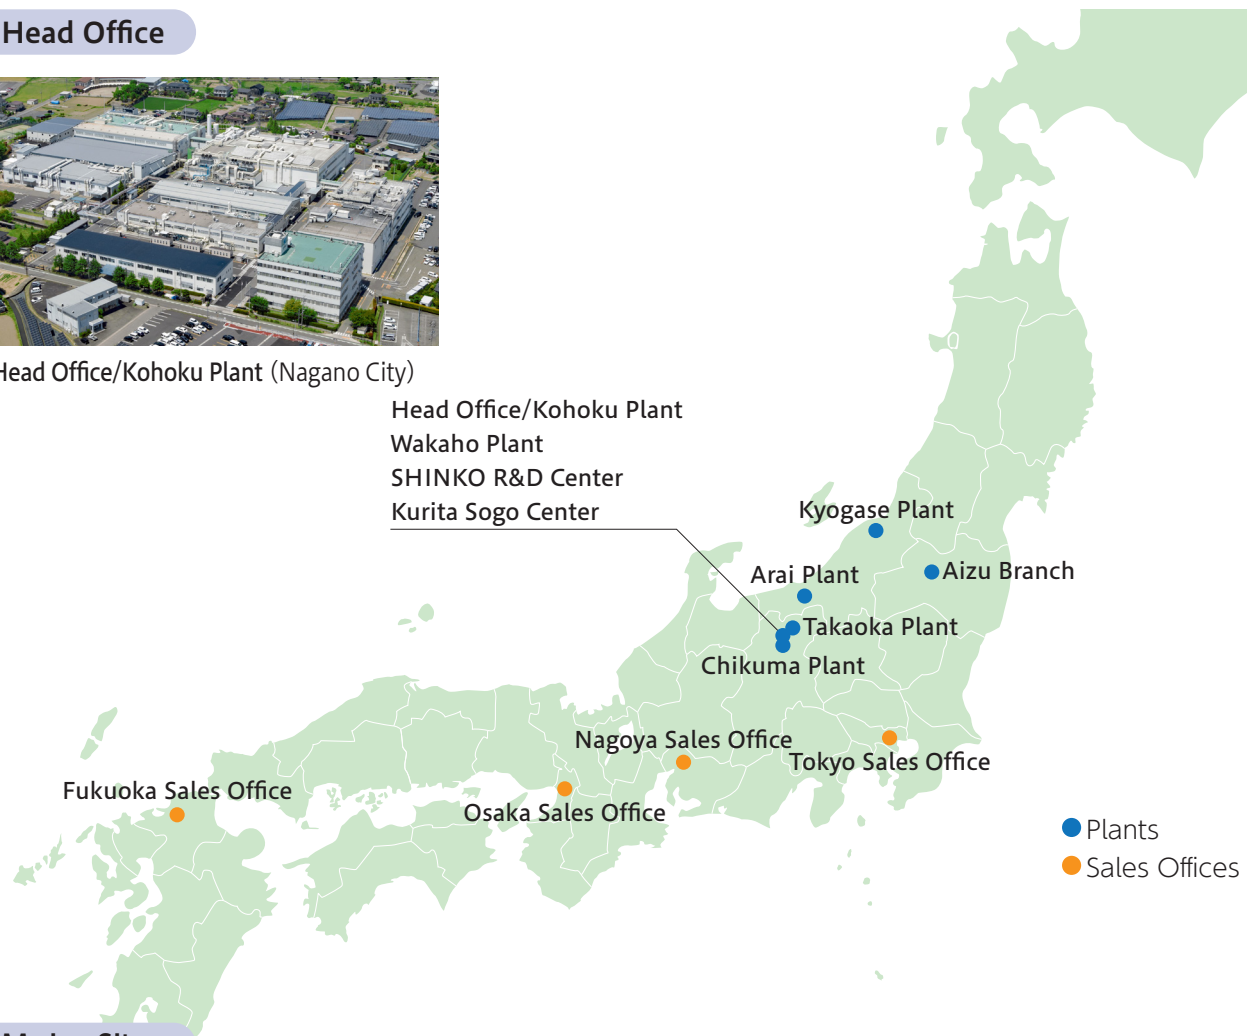 Head Office
Head Office/Kohoku Plant (Nagano City)
Head Office/Kohoku Plant
Wakaho Plant
SHINKO R&D Center
Kurita Sogo Center
Kyogase Plant
Aizu Branch
Arai Plant
Takaoka Plant
Chikuma Plant
Nagoya Sales Office
Tokyo Sales Office
Fukuoka Sales Office
Osaka Sales Office
Plants
Sales Offices